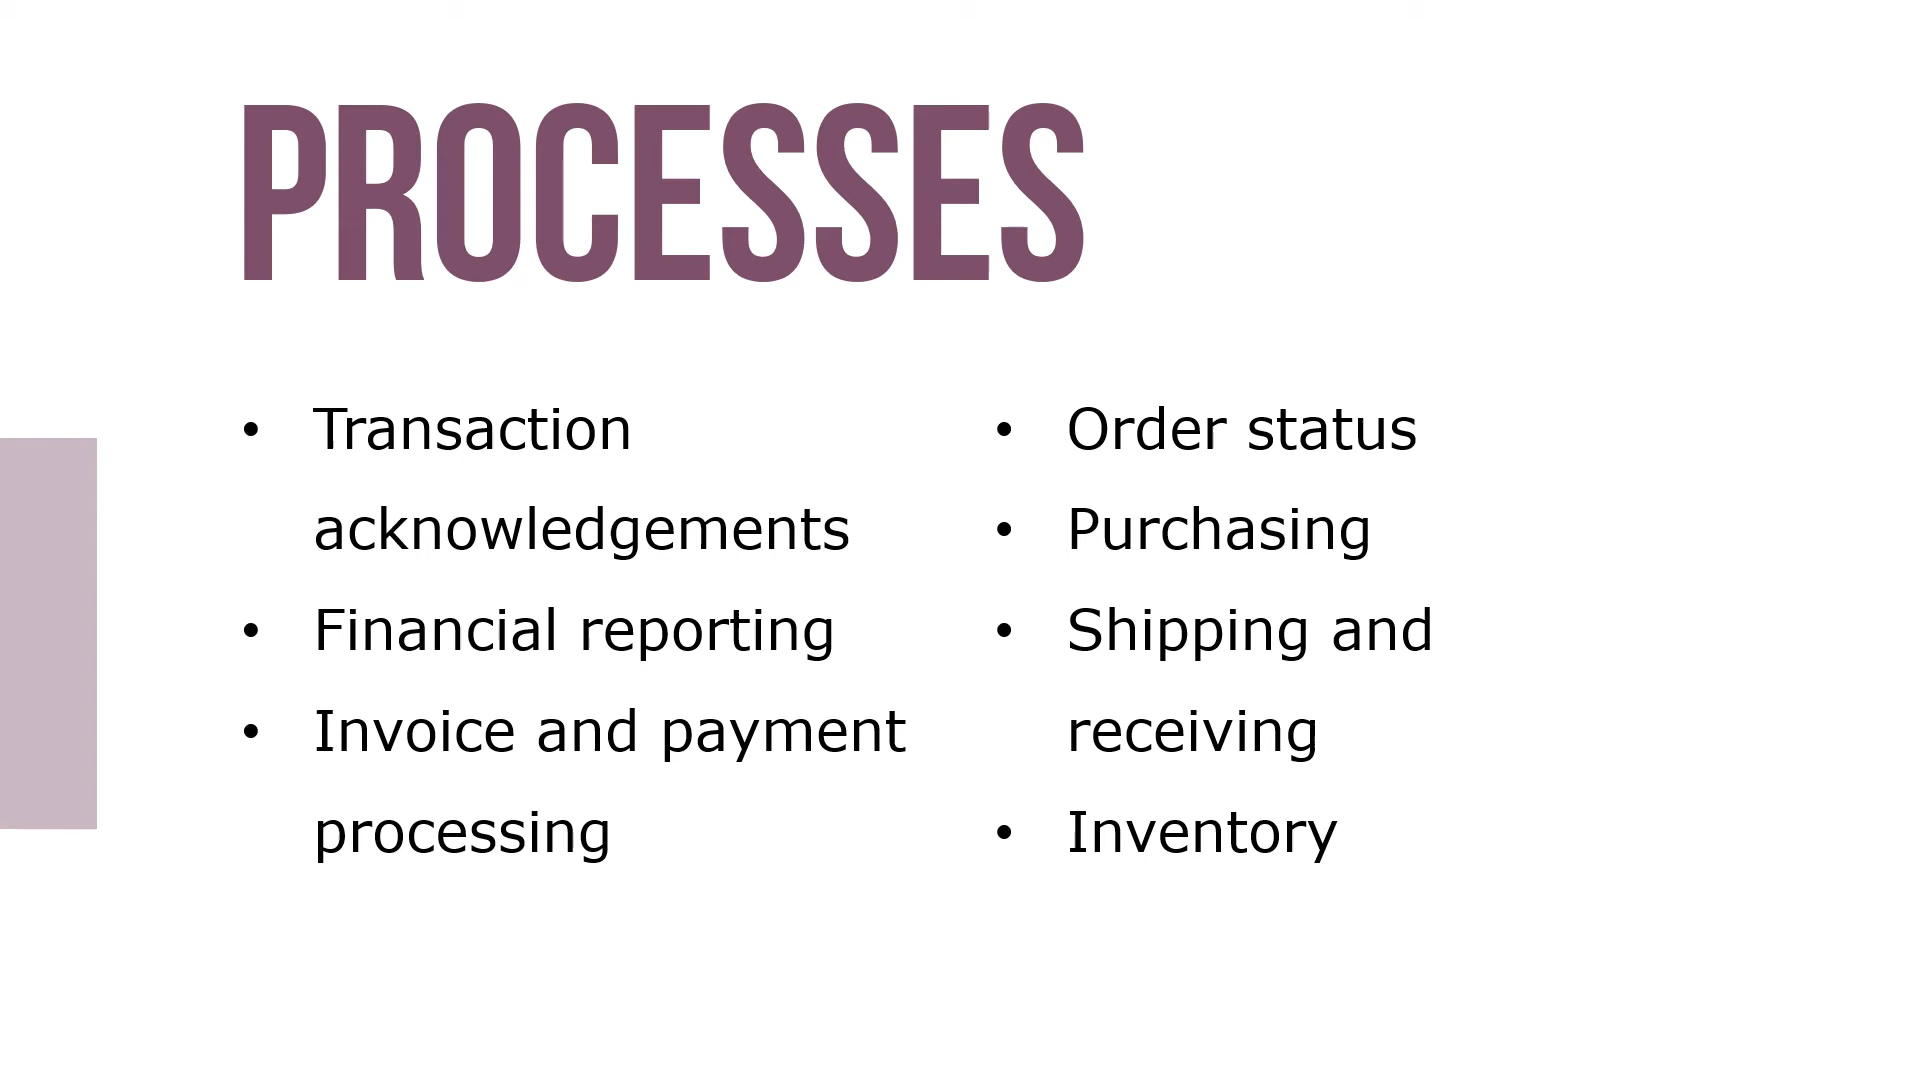 PROCESSES
• Transaction
acknowledgements
• Financial reporting
• Invoice and payment
processing
• Order status
• Purchasing
• Shipping and
receiving
• Inventory